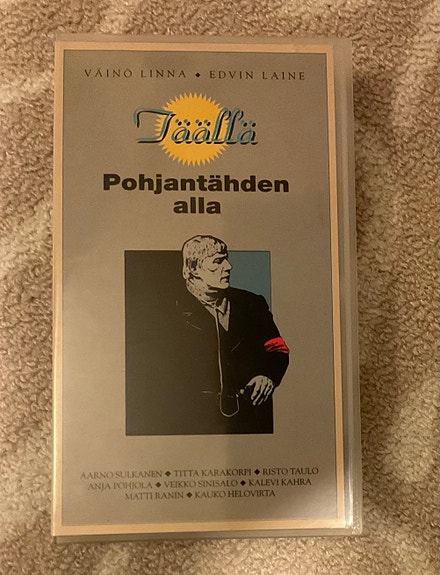 VÄINÖ LINNA ◆ EDVIN LAINE
Täällä
Pohjantähden
alla
AARNO SULKANEN ◆ TITTA KARAKORPI ◆ RISTO TAULO
ANJA POHJOLA ◆ VEIKKO SINISALO ◆ KALEVI KAHRA
MATTI RANIN ◆ KAUKO HELOVIRTA